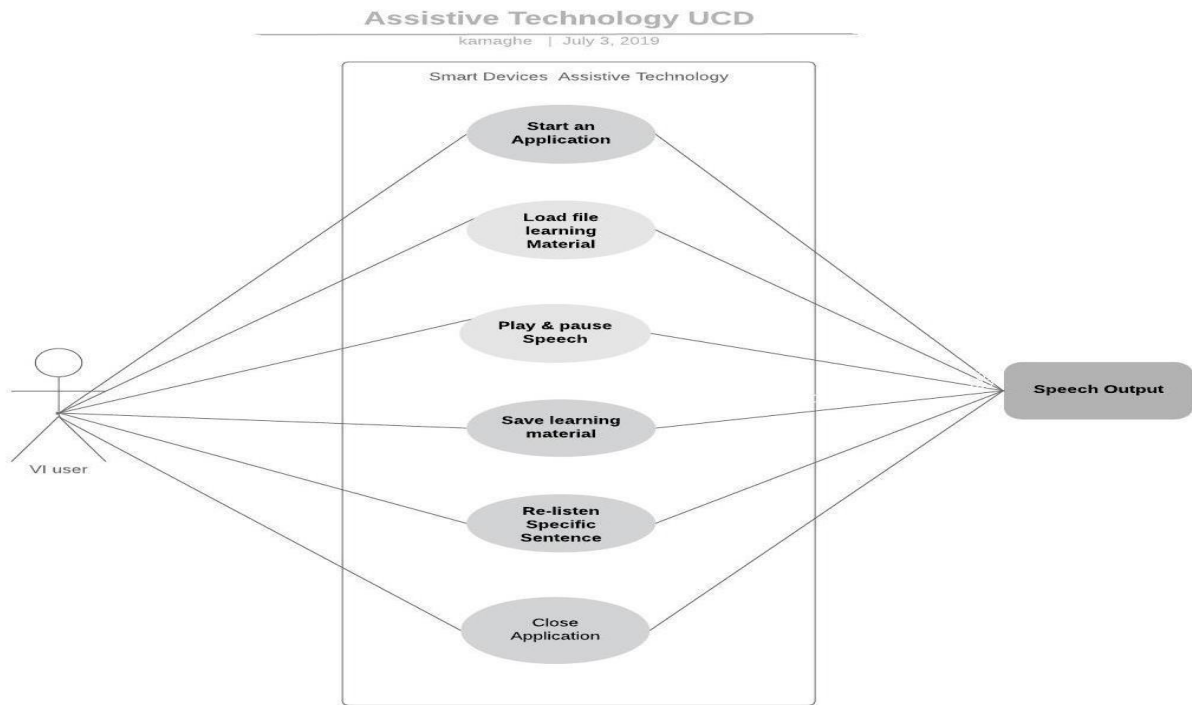 Assistive Technology UCD
kamaghe | July 3, 2019
Smart Devices Assistive Technology
Start an
Application
Load file
learning
Material
Play & pause
Speech
Save learning
material
Re-listen
Specific
Sentence
Close
Application
VI user
Speech Output